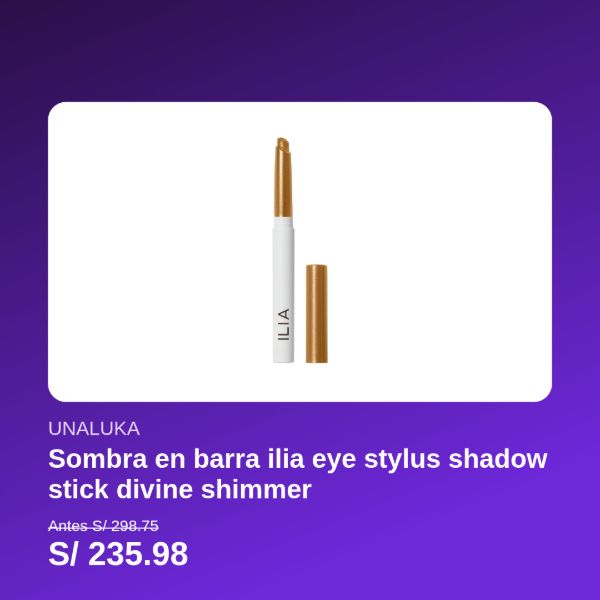 ILIA
UNALUKA
Sombra en barra ilia eye stylus shadow
stick divine shimmer
Antes S/ 298.75
S/ 235.98